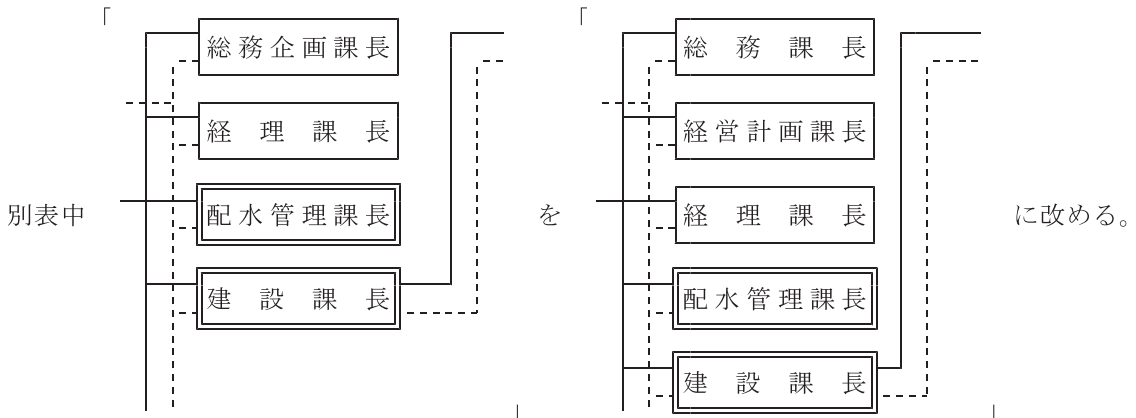 別表中
「
総務企画課長
経理課長
配水管理課長
建設課長
」
を
「
総務課長
経営計画課長
経理課長
配水管理課長
建設課長
」
に改める。